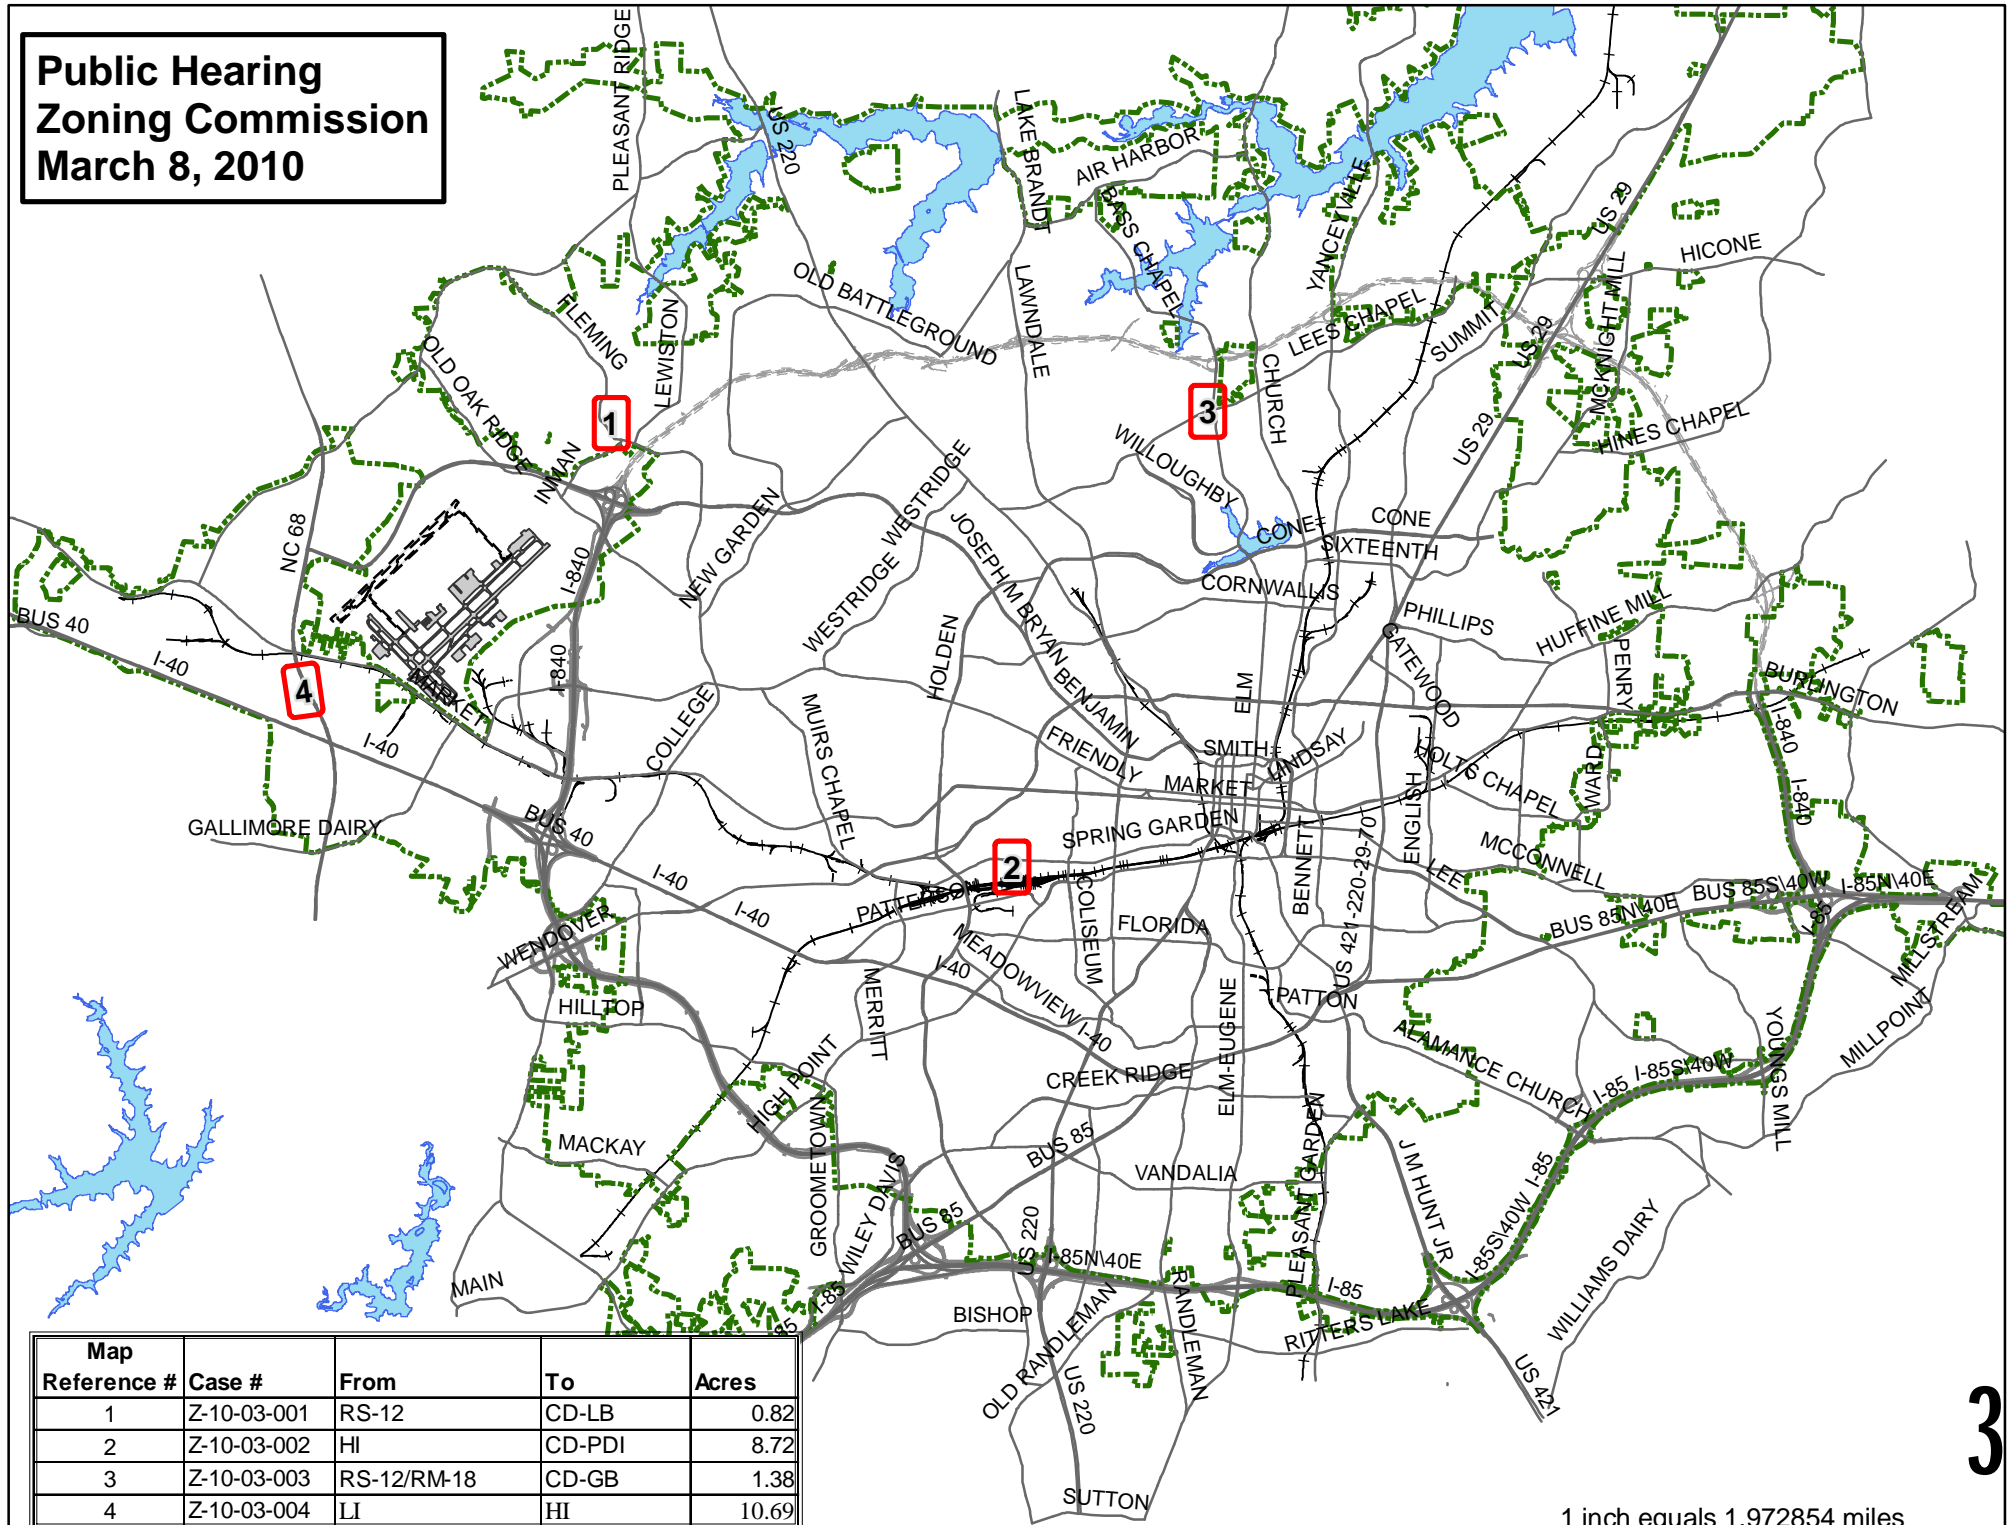 Public Hearing
Zoning Commission
March 8, 2010
PLEASANT RIDGE
US 220
LAKE BRANDT
AIR HARBOR
BASS CHAPEL
YANCEYVILLE
US 29
HICONE
MCKNIGHT MILL
OLD BATTLEGROUND
LAWNDALE
LEES CHAPEL
SUMMIT
US 29
FLEMING
LEWISTON
OLD OAK RIDGE
CHURCH
1
3
INMAN
WILLOUGHBY
US 29
HINES CHAPEL
NC 68
NEW GARDEN
WESTRIDGE
WESTRIDGE
JOSEPH M BRYAN
CONE
CONE
SIXTEENTH
I-840
CORNWALLIS
PHILLIPS
HUFFINE MILL
BUS 40
I-40
I-840
HOLDEN
BENJAMIN
GATEWOOD
PENRY
BURLINGTON
4
MARKET
ELM
I-40
COLLEGE
MUIRS CHAPEL
FRIENDLY
SMITH
LINDSAY
HOLTS CHAPEL
WARD
I-840
I-840
MARKET
BUS 40
GALLIMORE DAIRY
SPRING GARDEN
BENNETT
ENGLISH
MCCONNELL
LEE
2
I-40
I-40
PATTERSON
COLISEUM
FLORIDA
US 421-220-29-70
BUS 85N\40E
BUS 85S\40W
I-85N\40E
I-85
MILLSTREAM
WENDOVER
MEADOWVIEW
I-40
I-40
MERRITT
HILLTOP
PATTON
ELM-EUGENE
ALAMANCE CHURCH
YOUNGS MILL
MILLPOINT
CREEK RIDGE
I-85
I-85S\40W
HIGH POINT
GROOMETOWN
MACKAY
BUS 85
VANDALIA
PLEASANT GARDEN
J M HUNT JR
I-85
I-85S\40W
WILLIAMS DAIRY
WILEY DAVIS
BUS 85
US 220
I-85N\40E
MAIN
I-85
BISHOP
OLD RANDLEMAN
RANDLEMAN
I-85
RITTERS LAKE
US 421
US 220
SUTTON
85
Map
Reference # Case # From To Acres
1 Z-10-03-001 RS-12 CD-LB 0.82
2 Z-10-03-002 HI CD-PDI 8.72
3 Z-10-03-003 RS-12/RM-18 CD-GB 1.38
4 Z-10-03-004 LI HI 10.69
3
1 inch equals 1.972854 miles